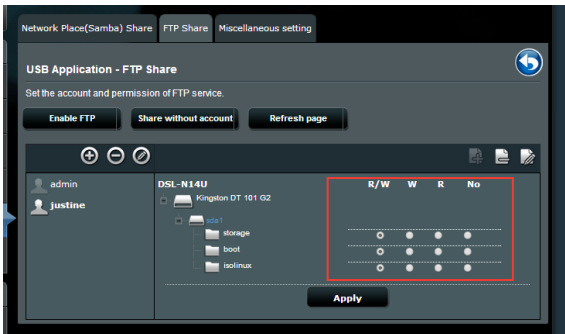 Network Place(Samba) Share FTP Share Miscellaneous setting
USB Application - FTP Share
Set the account and permission of FTP service.
Enable FTP Share without account Refresh page
admin
justine
DSL-N14U R/W W R No
Kingston DT 101 G2
sda1
storage
boot
isolinux
Apply